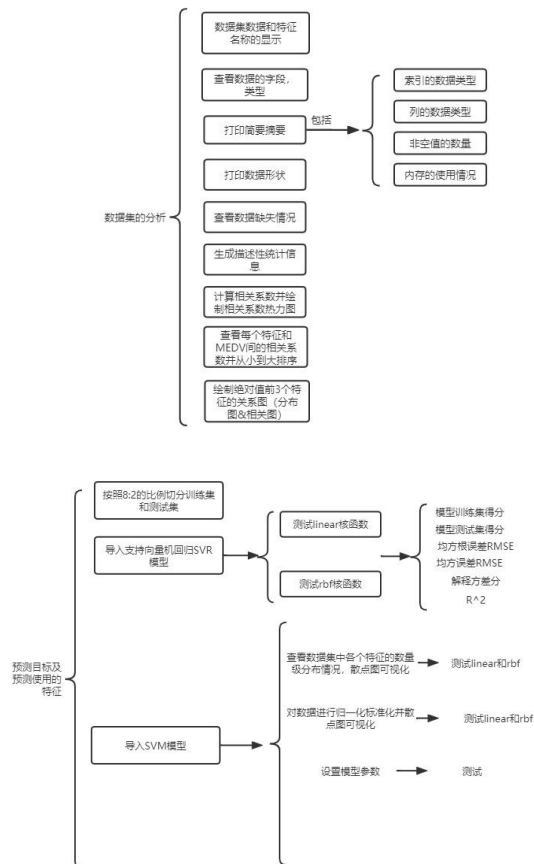 数据集数据和特征
名称的显示
查看数据的字段,
类型
打印简要摘要
包括
索引的数据类型
列的数据类型
非空值的数量
内存的使用情况
打印数据形状
数据集的分析
查看数据缺失情况
生成描述性统计信
息
计算相关系数并绘
制相关系数热力图
查看每个特征和
MEDV间的相关系
数并从小到大排序
绘制绝对值前3个特
征的关系图（分布
图&相关图）
按照8:2的比例切分训练集
和测试集
导入支持向量机回归SVR
模型
测试linear核函数
测试rbf核函数
模型训练集得分
模型测试集得分
均方根误差RMSE
均方误差RMSE
解释方差分
R^2
预测目标及
预测使用的
特征
导入SVM模型
查看数据集中各个特征的数量
级分布情况，散点图可视化
测试linear和rbf
对数据进行归一化标准化并散
点图可视化
测试linear和rbf
设置模型参数
测试